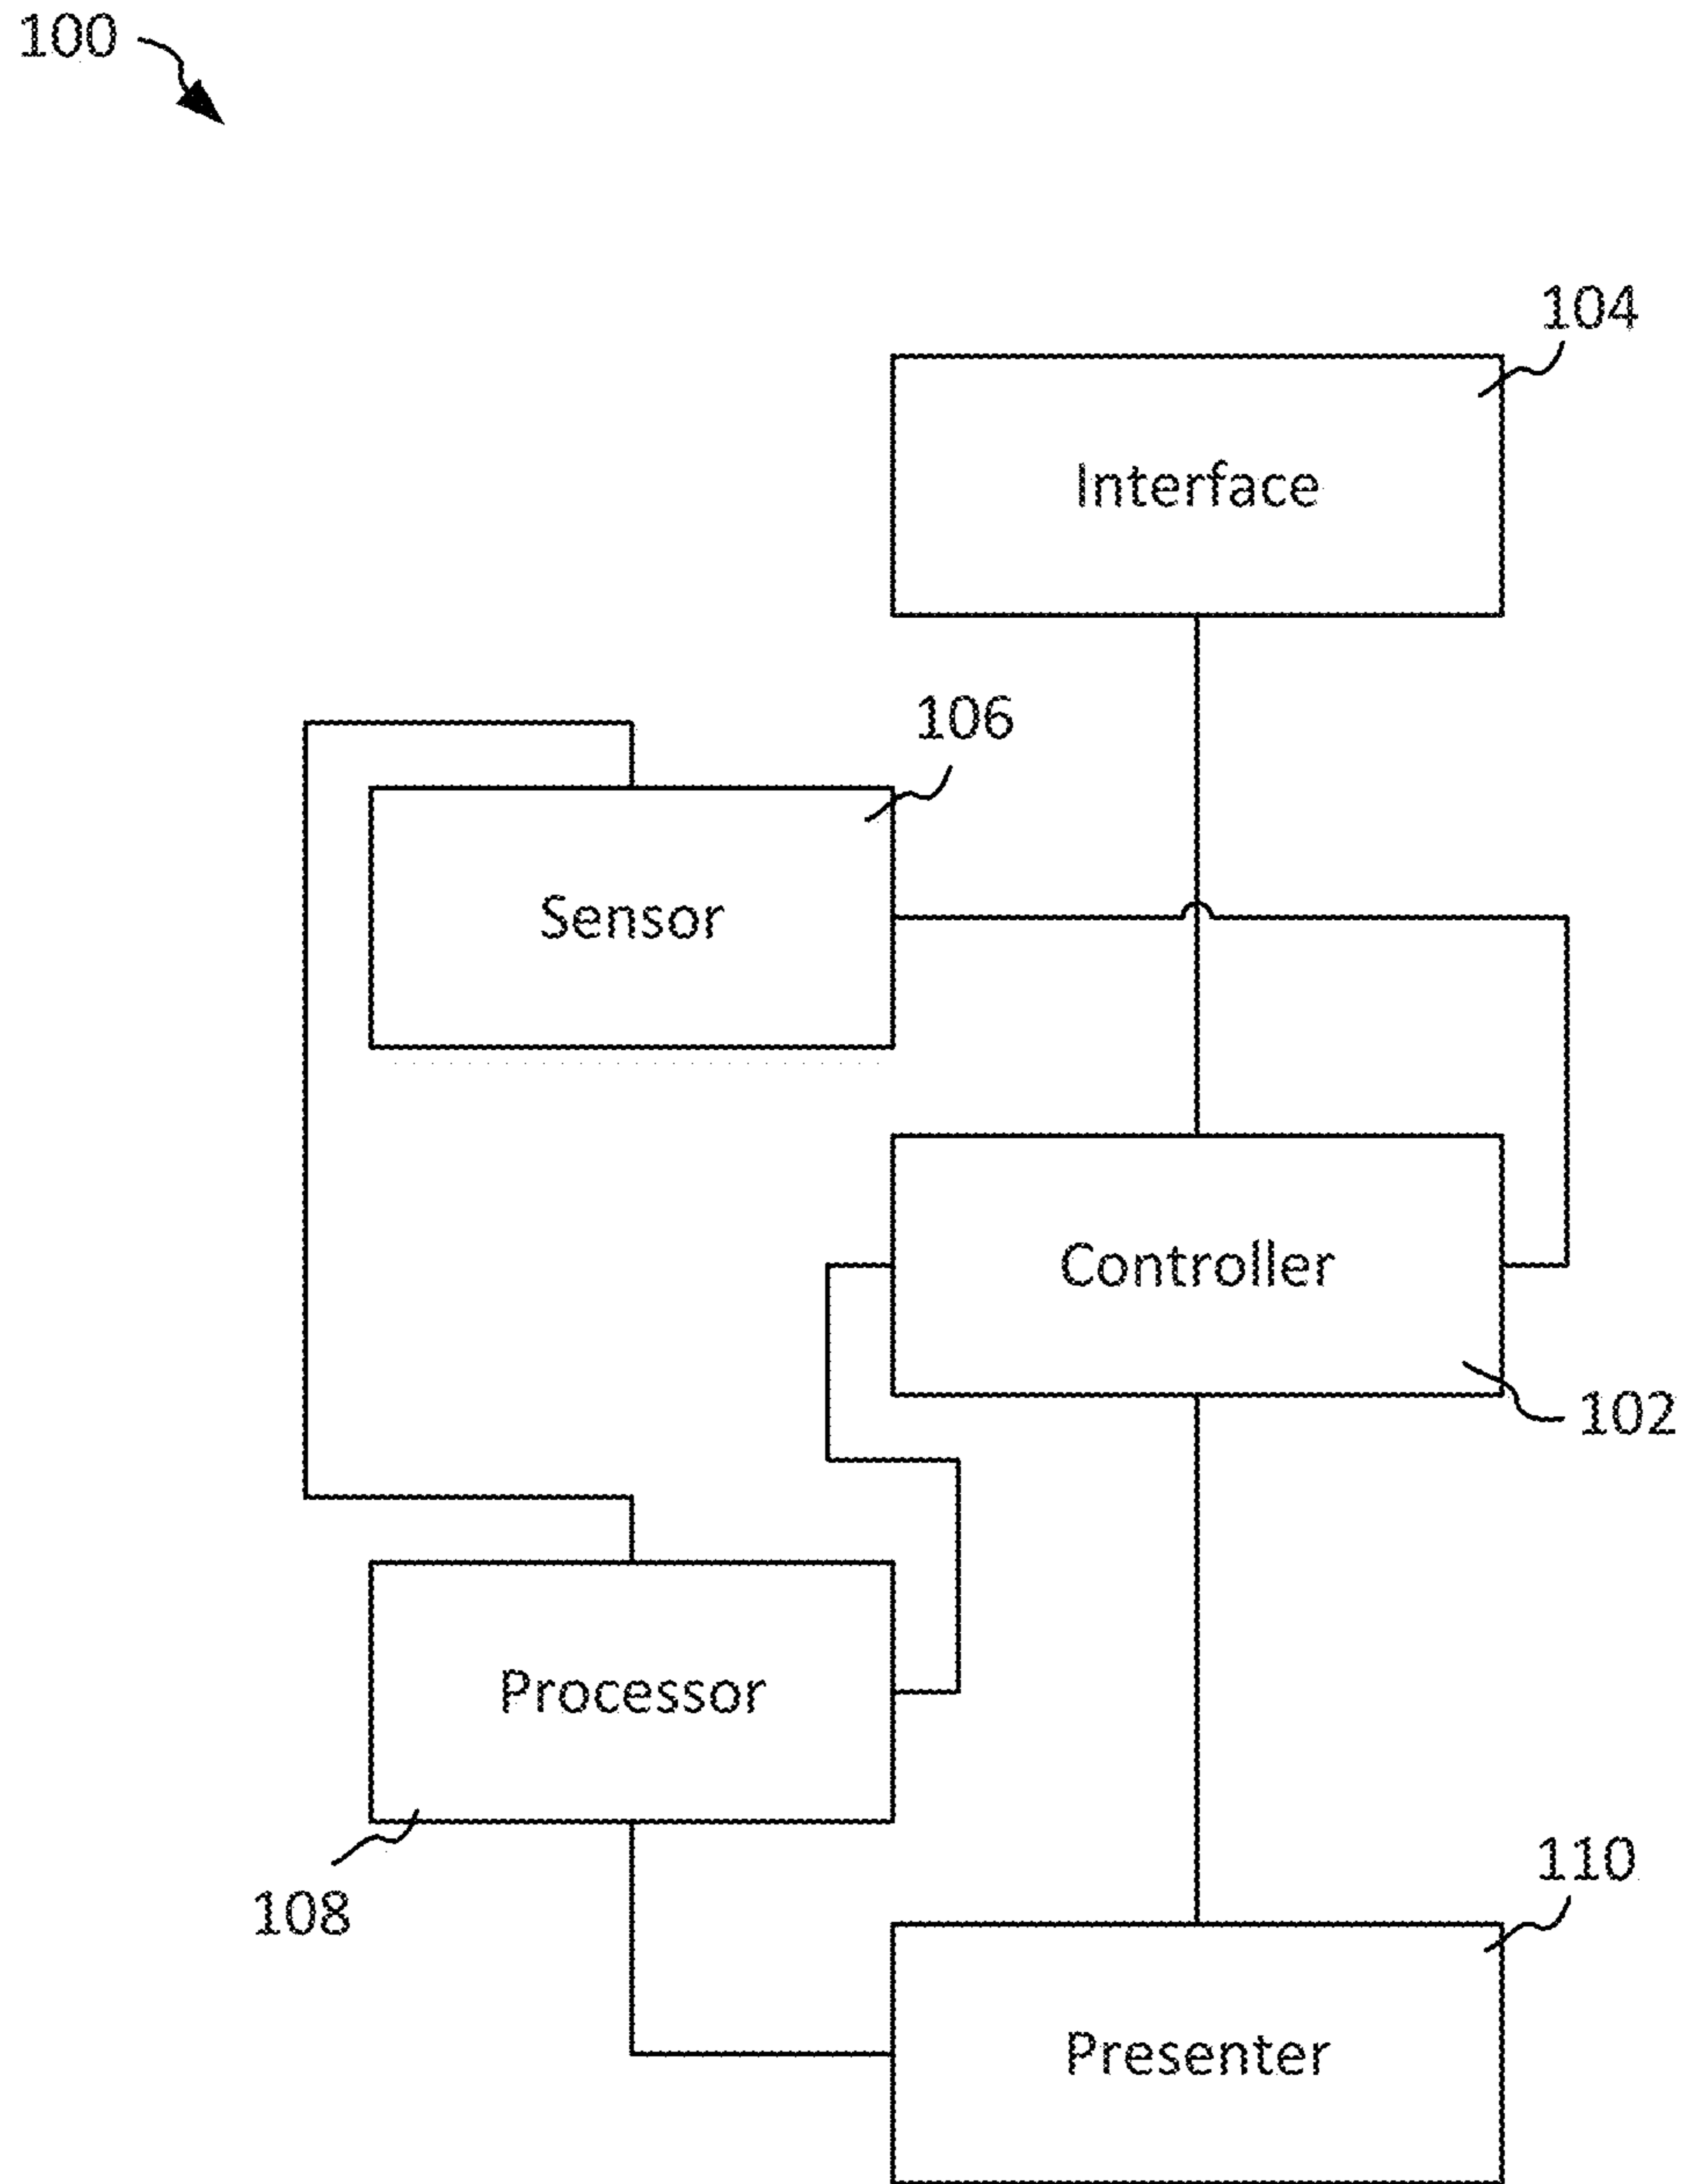 100
104
Interface
106
Sensor
Controller
102
Processor
108
110
Presenter